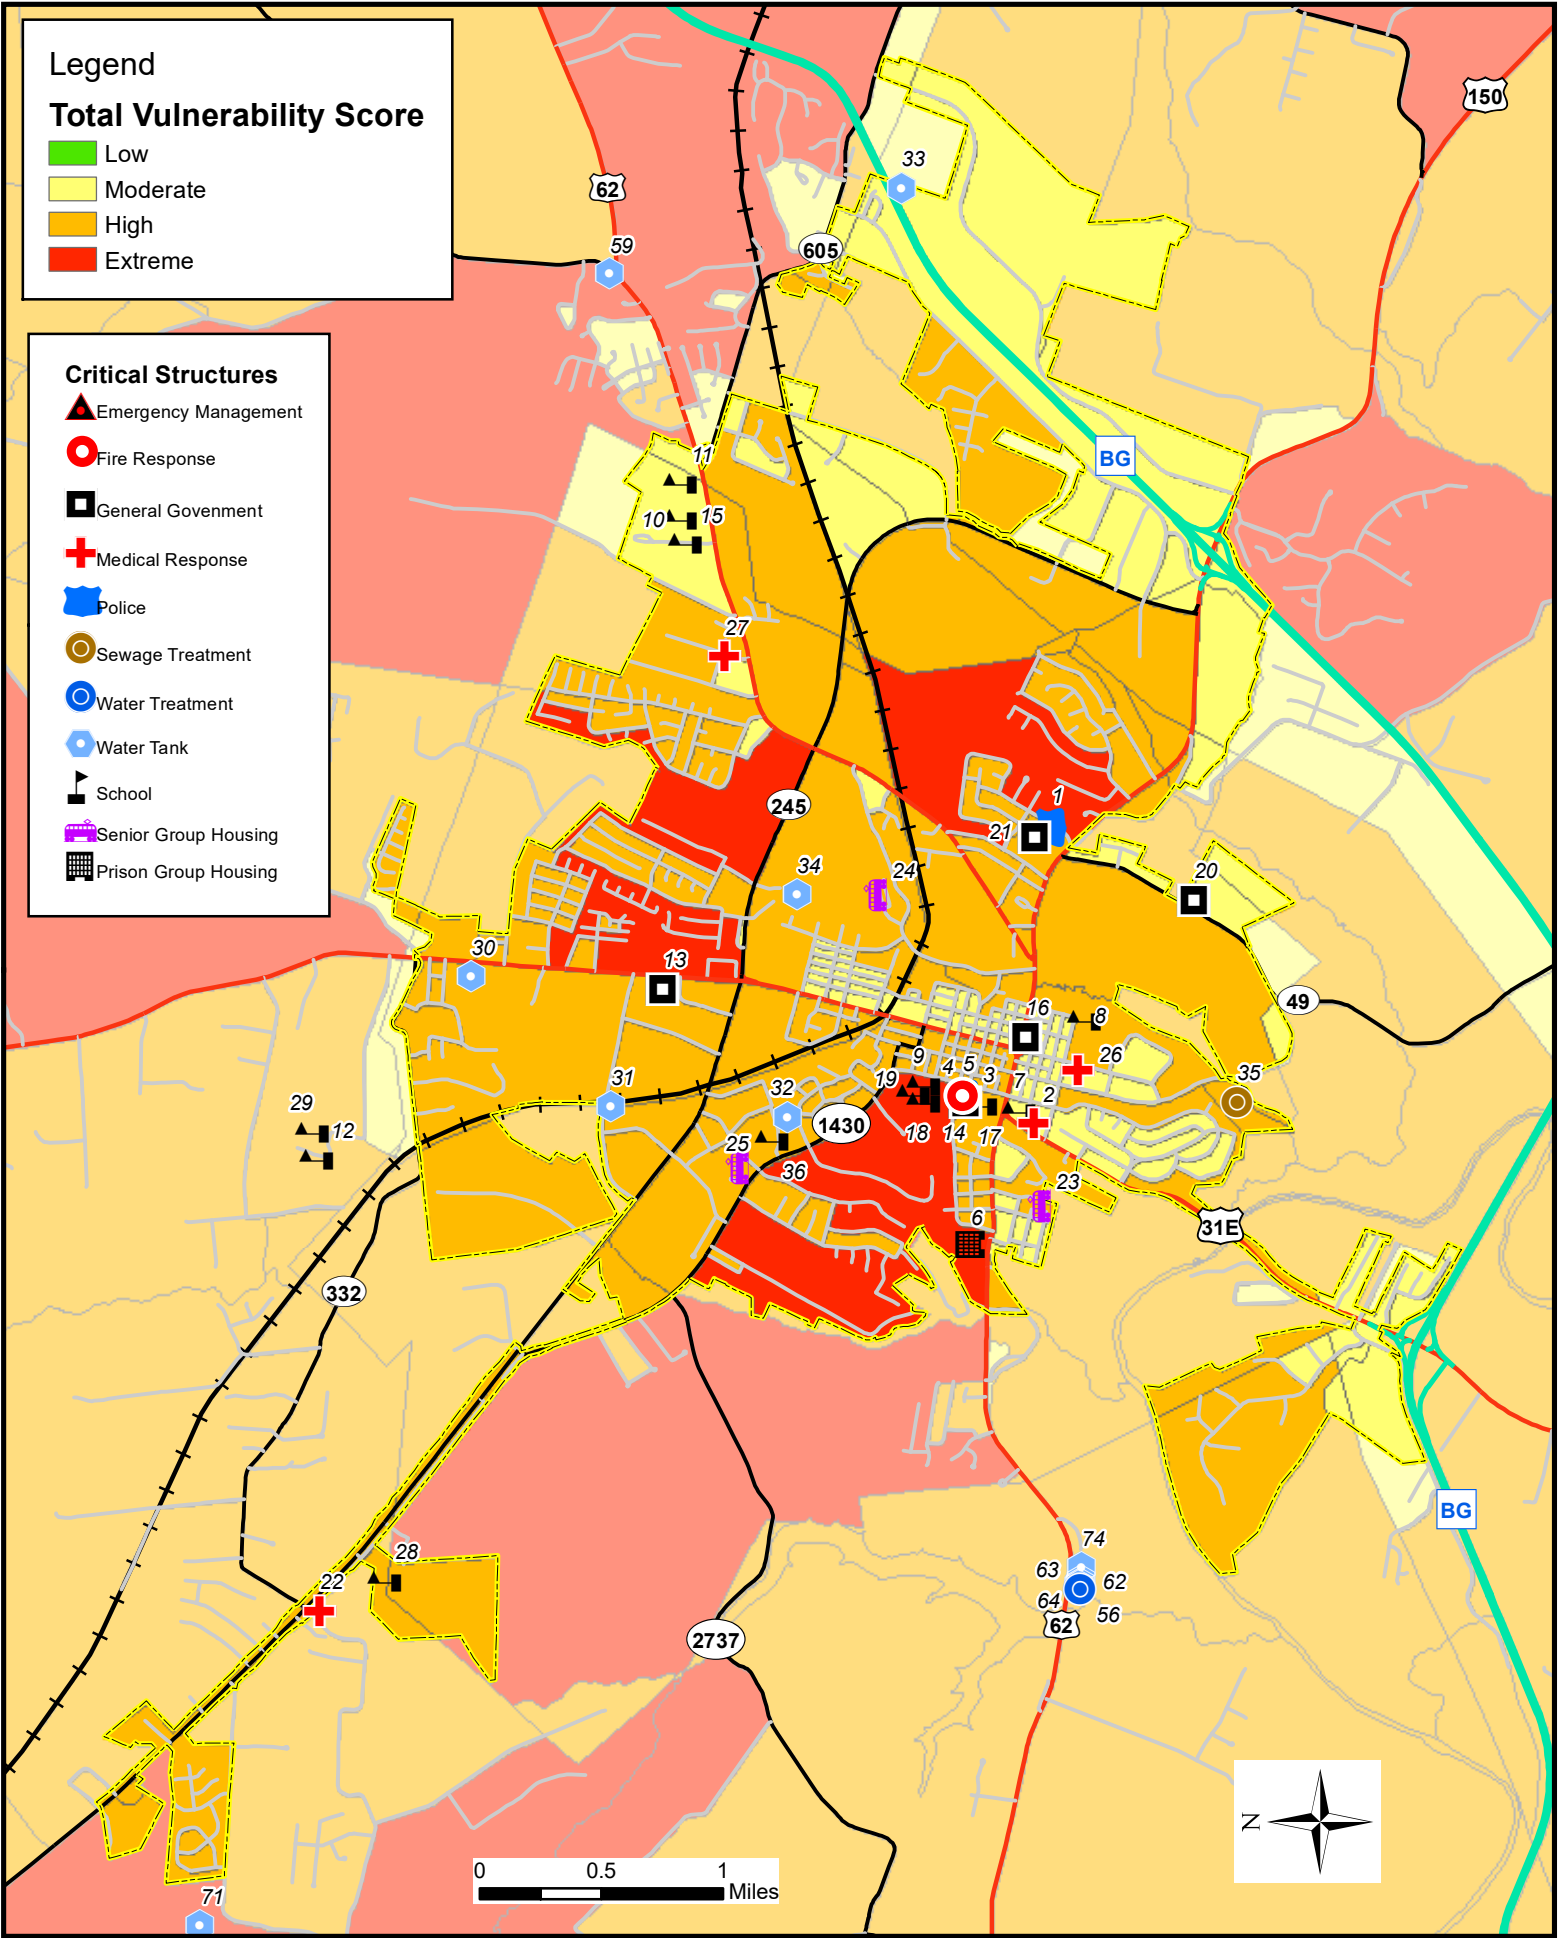 Legend
Total Vulnerability Score
Low
Moderate
High
Extreme
Critical Structures
Emergency Management
Fire Response
General Govenment
Medical Response
Police
Sewage Treatment
Water Treatment
Water Tank
School
Senior Group Housing
Prison Group Housing
150
33
62
59
605
11
BG
10 15
27
245
1
21
34
24
20
30
13
49
16
8
26
35
9 4 5 3 7 2
19
31
32
29
12
1430
18 14 17
25
36
23
6
31E
332
BG
74
63
62
64
56
62
28
22
2737
71
N
0 0.5 1
Miles